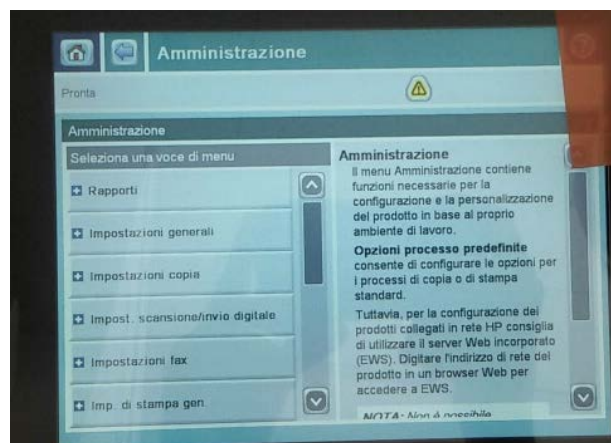 Amministrazione
Pronta
Amministrazione
Seleziona una voce di menu
Rapporti
Impostazioni generali
Impostazioni copia
Impost. scansione/invio digitale
Impostazioni fax
Imp. di stampa gen.
Amministrazione
Il menu Amministrazione contiene
funzioni necessarie per la
configurazione e la personalizzazione
del prodotto in base al proprio
ambiente di lavoro.
Opzioni processo predefinite
consente di configurare le opzioni per
i processi di copia o di stampa
standard.
Tuttavia, per la configurazione dei
prodotti collegati in rete HP consiglia
di utilizzare il server Web incorporato
(EWS). Digitare l'indirizzo di rete del
prodotto in un browser Web per
accedere a EWS.
NOTA: Non è possibile